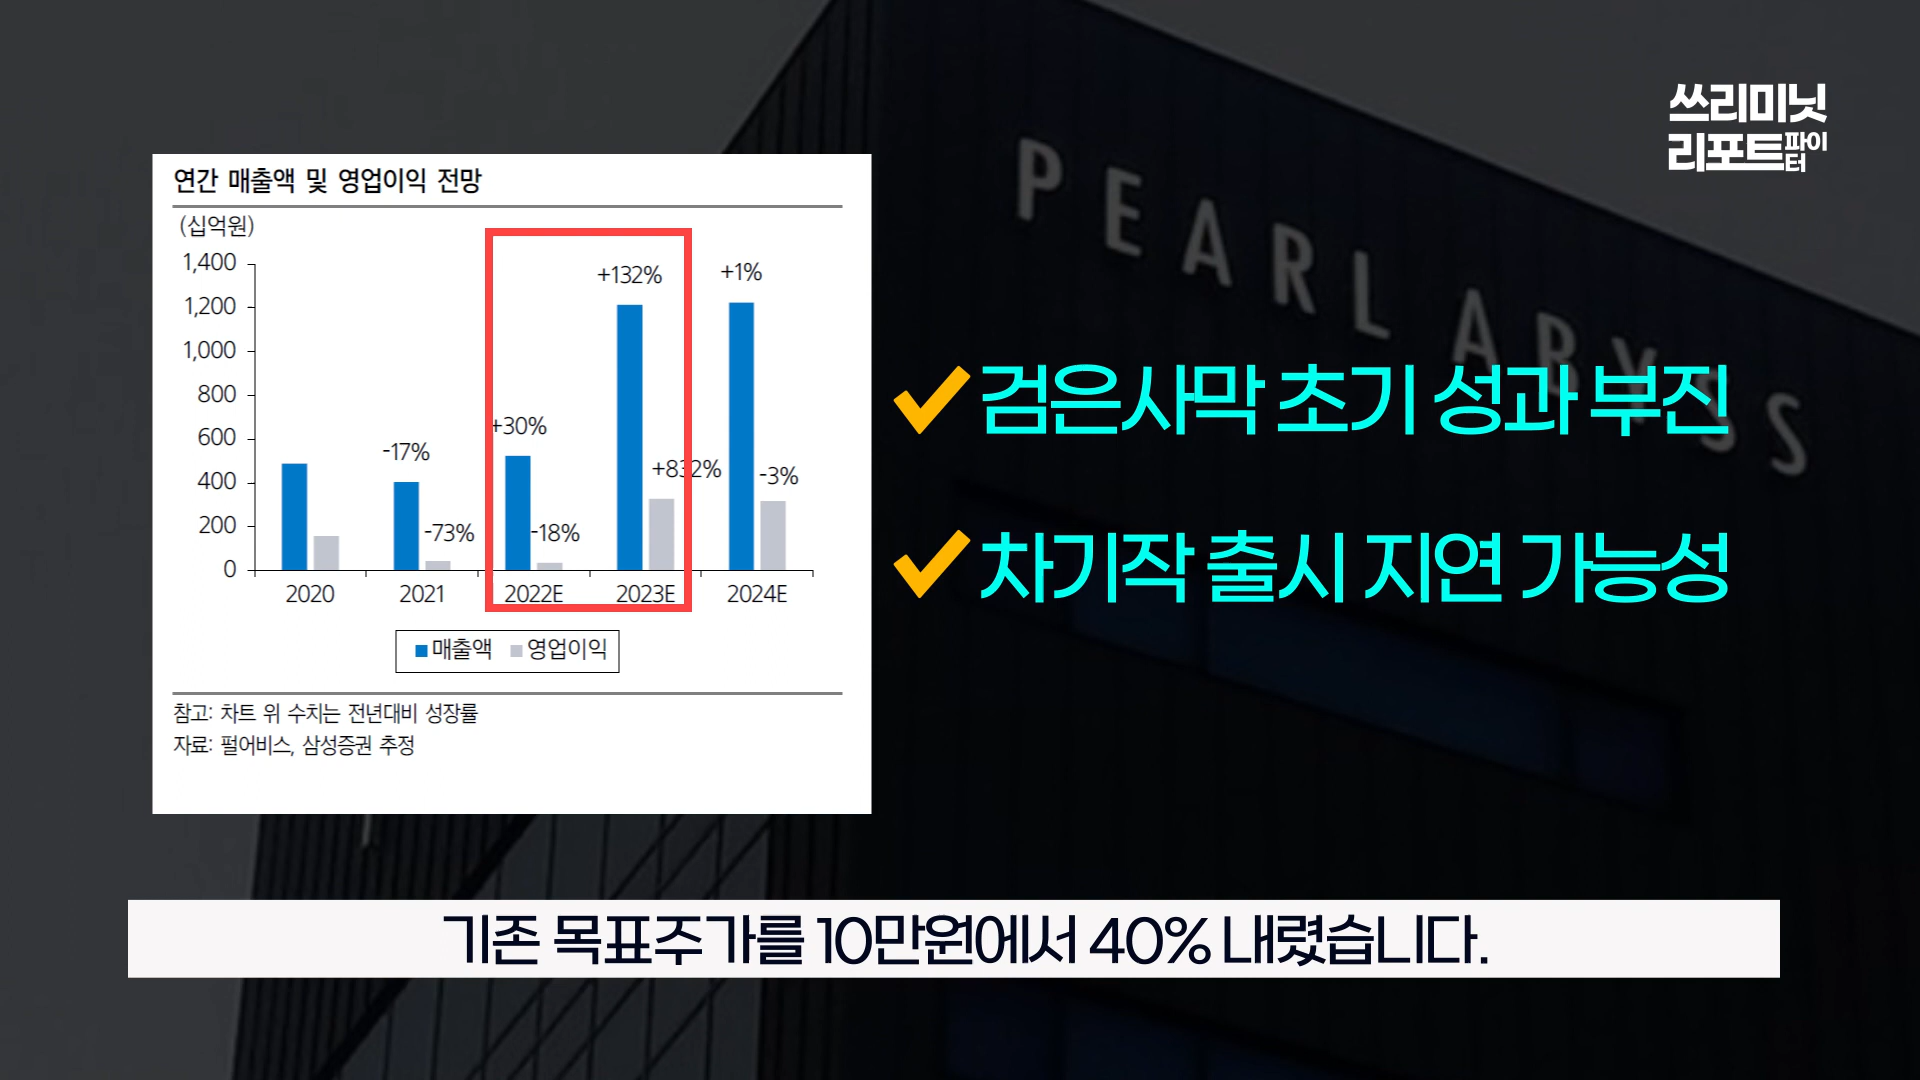 쓰리미닛
리포트파이터
PEARL ABYSS
연간 매출액 및 영업이익 전망
(십억원)
1,400
1,200
1,000
800
600
400
200
0
-17%
-73%
+30%
-18%
+132%
+832%
+1%
-3%
2020 2021 2022E 2023E 2024E
매출액 영업이익
참고: 차트 위 수치는 전년대비 성장률
자료: 펄어비스, 삼성증권 추정
검은사막 초기 성과 부진
차기작 출시 지연 가능성
기존 목표주가를 10만원에서 40% 내렸습니다.